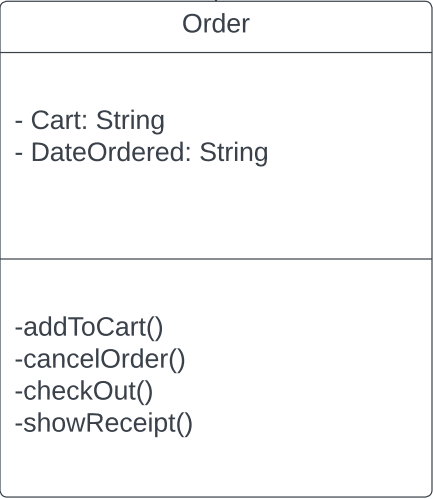 Order
- Cart: String
- DateOrdered: String
-addToCart()
-cancelOrder()
-checkOut()
-showReceipt()